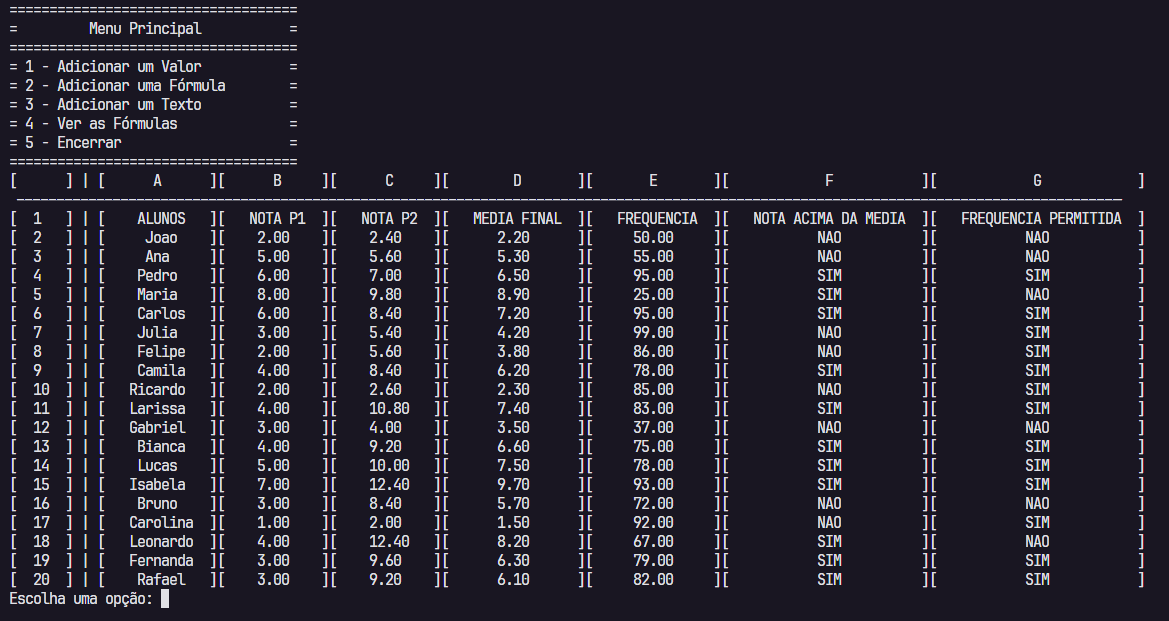 ====================================
=         Menu Principal           =
====================================
= 1 - Adicionar um Valor           =
= 2 - Adicionar uma Fórmula        =
= 3 - Adicionar um Texto           =
= 4 - Ver as Fórmulas              =
= 5 - Encerrar                     =
====================================
[      ] | [      A      ][      B     ][      C     ][        D       ][       E       ][            F            ][            G            ]
[  1   ] | [    ALUNOS   ][   NOTA P1  ][   NOTA P2  ][   MEDIA FINAL  ][   FREQUENCIA  ][   NOTA ACIMA DA MEDIA   ][   FREQUENCIA PERMITIDA  ]
[  2   ] | [     Joao    ][    2.00    ][    2.40    ][      2.20      ][     50.00     ][           NAO           ][           NAO           ]
[  3   ] | [     Ana     ][    5.00    ][    5.60    ][      5.30      ][     55.00     ][           NAO           ][           NAO           ]
[  4   ] | [    Pedro    ][    6.00    ][    7.00    ][      6.50      ][     95.00     ][           SIM           ][           SIM           ]
[  5   ] | [    Maria    ][    8.00    ][    9.80    ][      8.90      ][     25.00     ][           SIM           ][           NAO           ]
[  6   ] | [    Carlos   ][    6.00    ][    8.40    ][      7.20      ][     95.00     ][           SIM           ][           SIM           ]
[  7   ] | [    Julia    ][    3.00    ][    5.40    ][      4.20      ][     99.00     ][           NAO           ][           SIM           ]
[  8   ] | [    Felipe   ][    2.00    ][    5.60    ][      3.80      ][     86.00     ][           NAO           ][           SIM           ]
[  9   ] | [    Camila   ][    4.00    ][    8.40    ][      6.20      ][     78.00     ][           SIM           ][           SIM           ]
[  10  ] | [   Ricardo   ][    2.00    ][    2.60    ][      2.30      ][     85.00     ][           NAO           ][           SIM           ]
[  11  ] | [   Larissa   ][    4.00    ][    10.80   ][      7.40      ][     83.00     ][           SIM           ][           SIM           ]
[  12  ] | [   Gabriel   ][    3.00    ][    4.00    ][      3.50      ][     37.00     ][           NAO           ][           NAO           ]
[  13  ] | [    Bianca   ][    4.00    ][    9.20    ][      6.60      ][     75.00     ][           SIM           ][           SIM           ]
[  14  ] | [    Lucas    ][    5.00    ][    10.00   ][      7.50      ][     78.00     ][           SIM           ][           SIM           ]
[  15  ] | [   Isabela   ][    7.00    ][    12.40   ][      9.70      ][     93.00     ][           SIM           ][           SIM           ]
[  16  ] | [    Bruno    ][    3.00    ][    8.40    ][      5.70      ][     72.00     ][           NAO           ][           NAO           ]
[  17  ] | [   Carolina  ][    1.00    ][    2.00    ][      1.50      ][     92.00     ][           NAO           ][           SIM           ]
[  18  ] | [   Leonardo  ][    4.00    ][    12.40   ][      8.20      ][     67.00     ][           SIM           ][           NAO           ]
[  19  ] | [   Fernanda  ][    3.00    ][    9.60    ][      6.30      ][     79.00     ][           SIM           ][           SIM           ]
[  20  ] | [    Rafael   ][    3.00    ][    9.20    ][      6.10      ][     82.00     ][           SIM           ][           SIM           ]
Escolha uma opção: